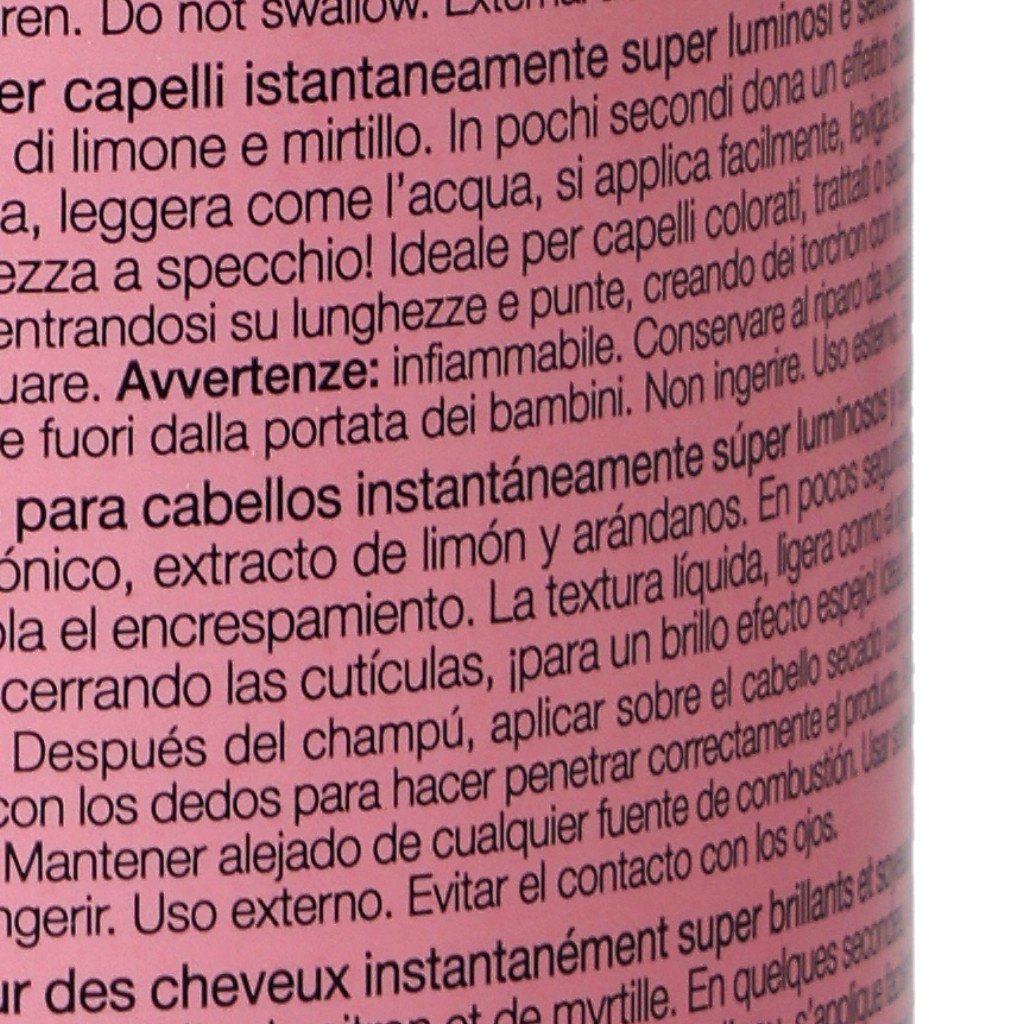 ren. Do not swallow.
er capelli istantaneamente super luminosi e
di limone e mirtillo. In pochi secondi dona un effetto
a, leggera come l'acqua, si applica facilmente, leviga
ezza a specchio! Ideale per capelli colorati, trattati o
entrandosi su lunghezze e punte, creando dei torchon con
uare. Avvertenze: infiammabile. Conservare al riparo da
e fuori dalla portata dei bambini. Non ingerire. Uso esterno.
para cabellos instantáneamente súper luminosos y
ónico, extracto de limón y arándanos. En pocos
ola el encrespamiento. La textura líquida, ligera como el
cerrando las cutículas, ¡para un brillo efecto espejo!
Después del champú, aplicar sobre el cabello secado
con los dedos para hacer penetrar correctamente el producto.
Mantener alejado de cualquier fuente de combustión. Usar
ngerir. Uso externo. Evitar el contacto con los ojos.
ur des cheveux instantanément super brillants et
citron et de myrtille. En quelques secondes
s'applique